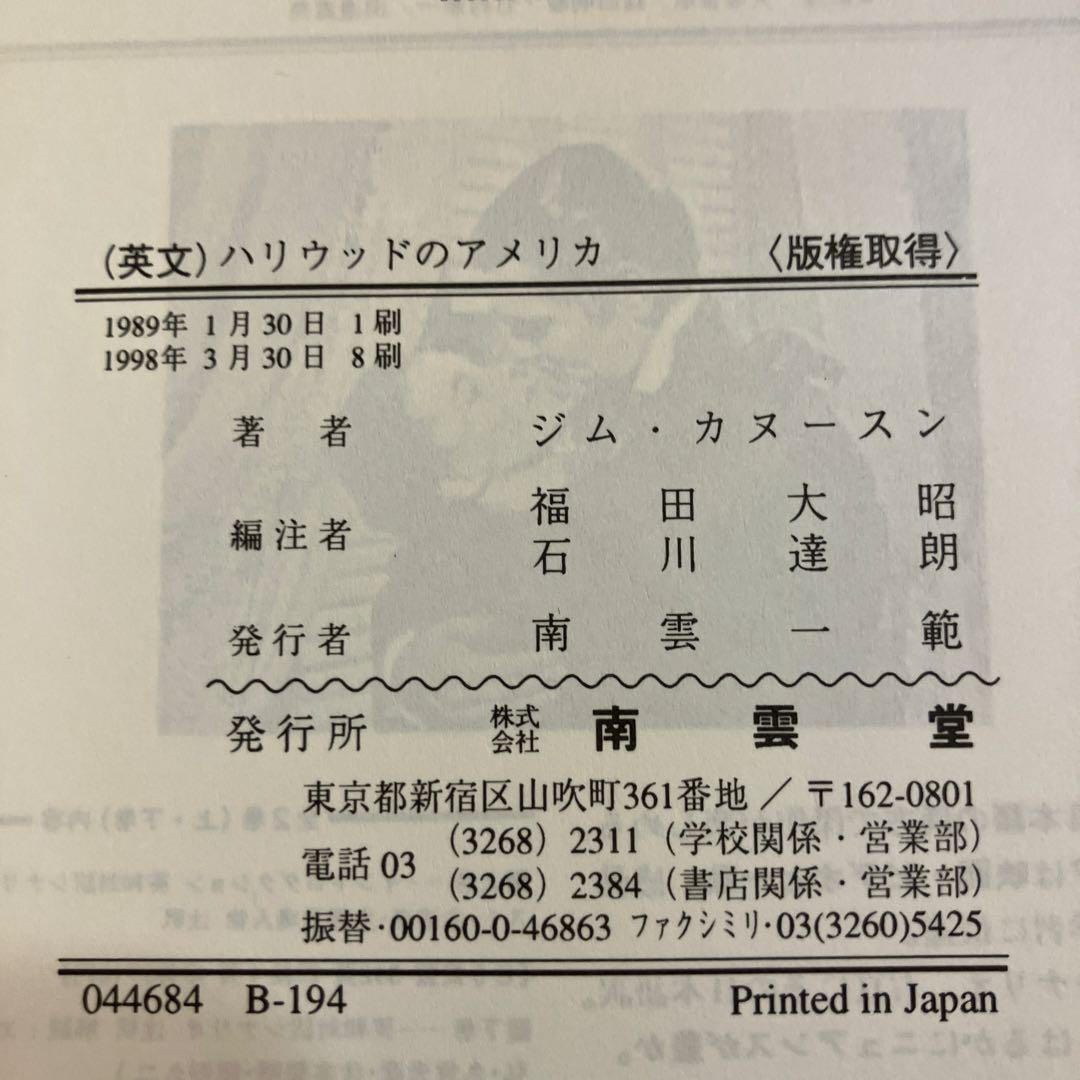 (英文) ハリウッドのアメリカ 〈版権取得〉
1989年 1月30日 1刷
1998年 3月30日 8刷
著者 ジム・カヌースン
編注者 福田大昭
石川達朗
発行者 南雲一範
発行所 株式会社 南雲堂
東京都新宿区山吹町361番地 / 〒162-0801
電話 03 (3268) 2311 (学校関係・営業部)
(3268) 2384 (書店関係・営業部)
振替・00160-0-46863 ファクシミリ・03(3260)5425
044684 B-194 Printed in Japan